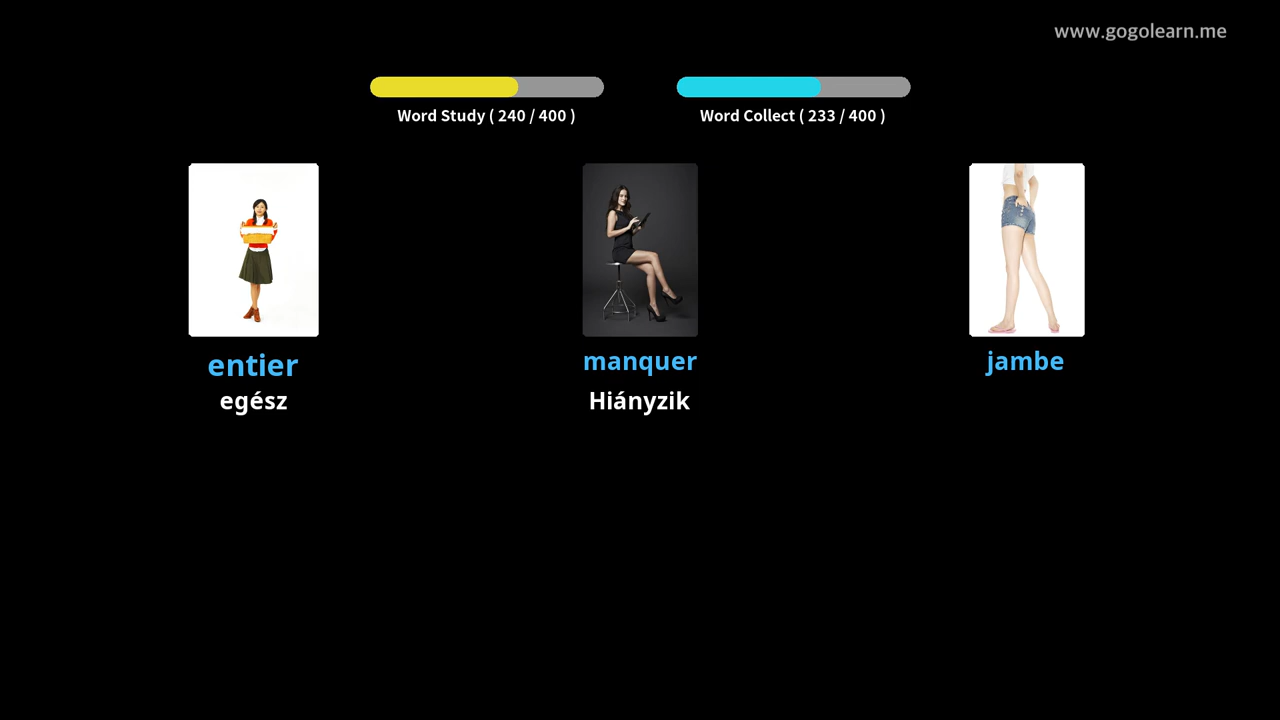 www.gogolearn.me
Word Study ( 240 / 400 )
Word Collect ( 233 / 400 )
entier
manquer
jambe
egész
Hiányzik